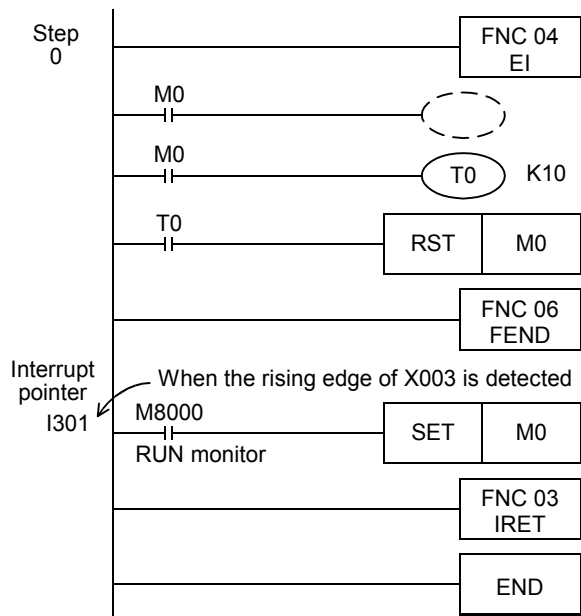 Step
0
FNC 04
EI
M0
M0
T0
K10
T0
RST
M0
FNC 06
FEND
Interrupt
pointer
I301
When the rising edge of X003 is detected
M8000
RUN monitor
SET
M0
FNC 03
IRET
END